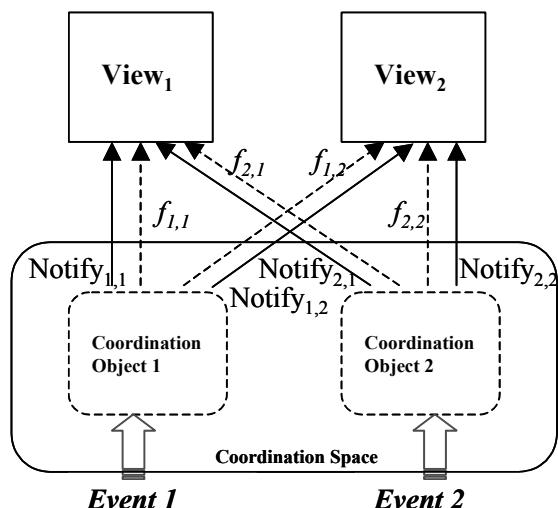 View₁
View₂
f₂,₁
f₁,₂
f₁,₁
f₂,₂
Notify₁,₁
Notify₂,₁
Notify₂,₂
Notify₁,₂
Coordination
Object 1
Coordination
Object 2
Coordination Space
Event 1
Event 2